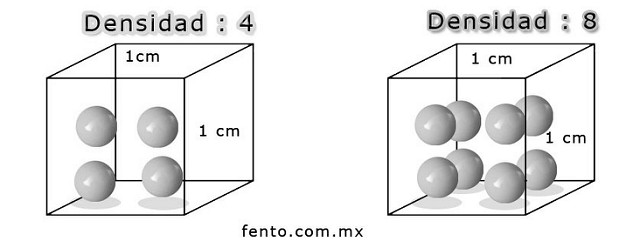 Densidad : 4
1cm
1 cm
Densidad : 8
1 cm
1 cm
fento.com.mx